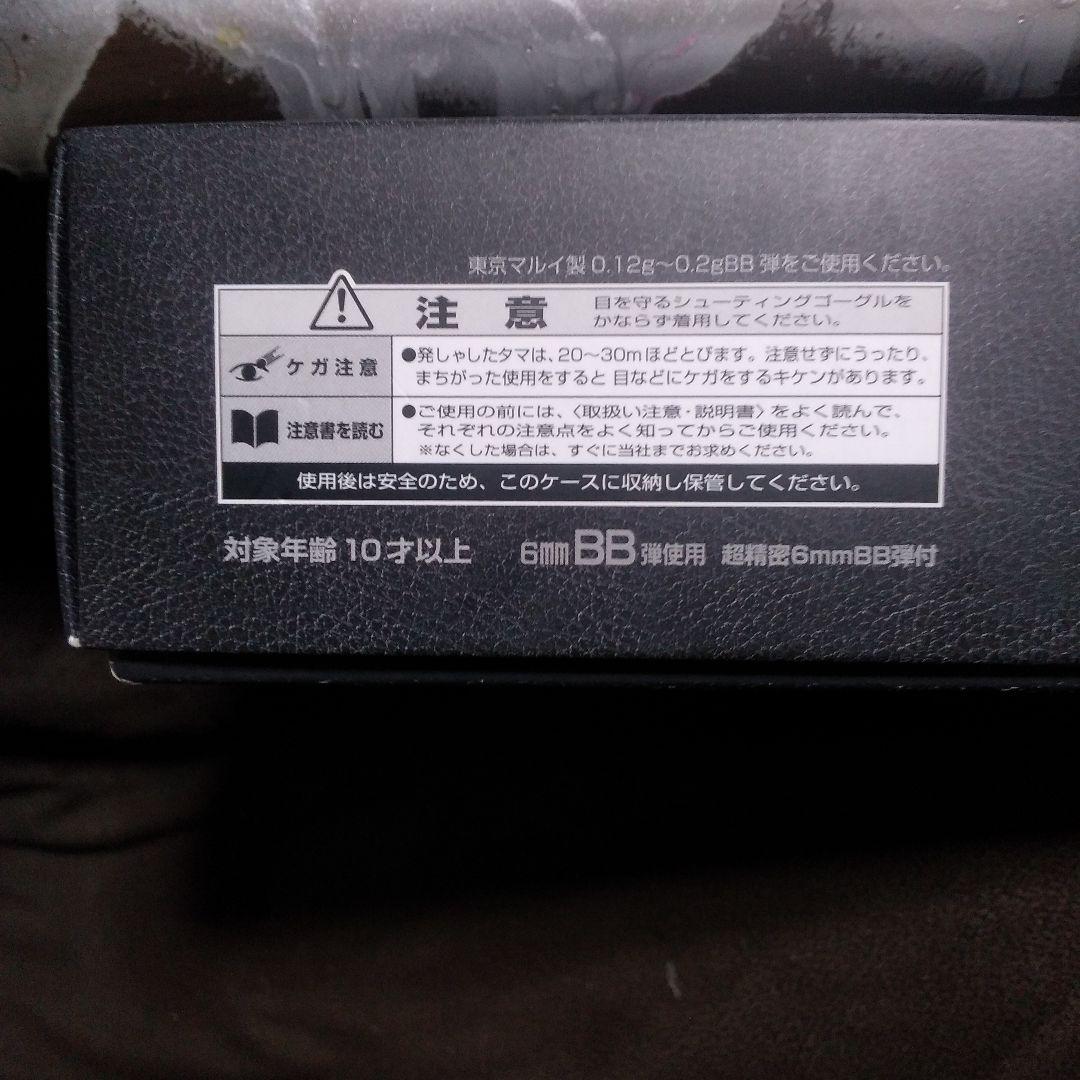 東京マルイ製 0.12g～0.2gBB 弾をご使用ください。
注意
目を守るシューティングゴーグルを
かならず着用してください。
ケガ注意
●発しゃしたタマは、20～30mほどとびます。注意せずにうったり、
まちがった使用をすると 目などにケガをするキケンがあります。
注意書を読む
●ご使用の前には、〈取扱い注意・説明書〉をよく読んで、
それぞれの注意点をよく知ってからご使用ください。
※なくした場合は、すぐに当社までお求めください。
使用後は安全のため、このケースに収納し保管してください。
対象年齢 10才以上 6mmBB弾使用 超精密6mmBB弾付